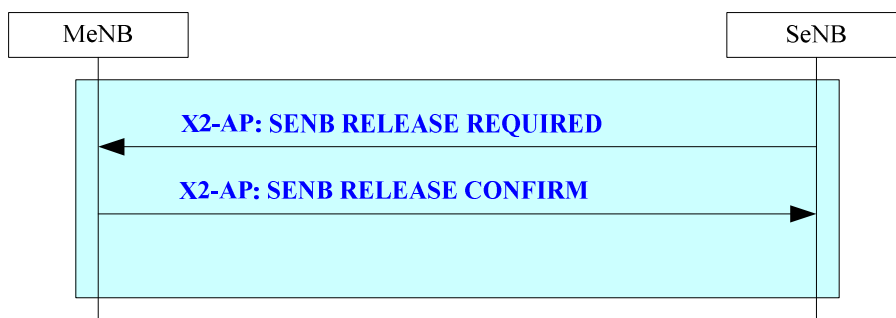 MeNB
SeNB
X2-AP: SENB RELEASE REQUIRED
X2-AP: SENB RELEASE CONFIRM